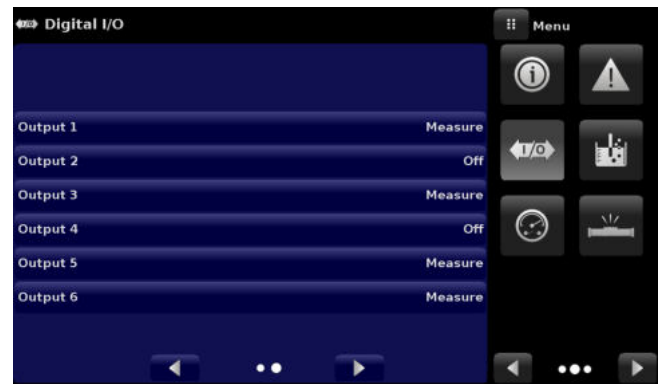 I/O Digital I/O
Menu
Output 1 Measure
Output 2 Off
Output 3 Measure
Output 4 Off
Output 5 Measure
Output 6 Measure
I/O